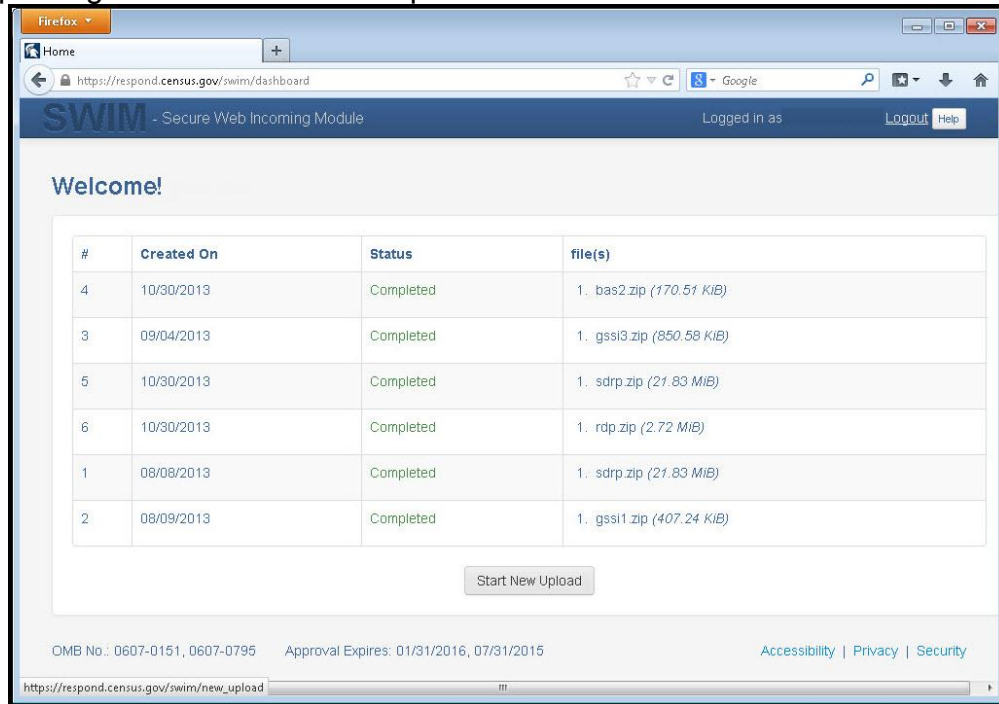 Firefox
Home
https://respond.census.gov/swim/dashboard Google
SWIM - Secure Web Incoming Module Logged in as Logout Help
Welcome!
# Created On Status file(s)
4 10/30/2013 Completed 1. bas2.zip (170.51 KiB)
3 09/04/2013 Completed 1. gssi3.zip (850.58 KiB)
5 10/30/2013 Completed 1. sdrp.zip (21.83 MiB)
6 10/30/2013 Completed 1. rdp.zip (2.72 MiB)
1 08/08/2013 Completed 1. sdrp.zip (21.83 MiB)
2 08/09/2013 Completed 1. gssi1.zip (407.24 KiB)
Start New Upload
OMB No.: 0607-0151, 0607-0795 Approval Expires: 01/31/2016, 07/31/2015 Accessibility | Privacy | Security
https://respond.census.gov/swim/new_upload